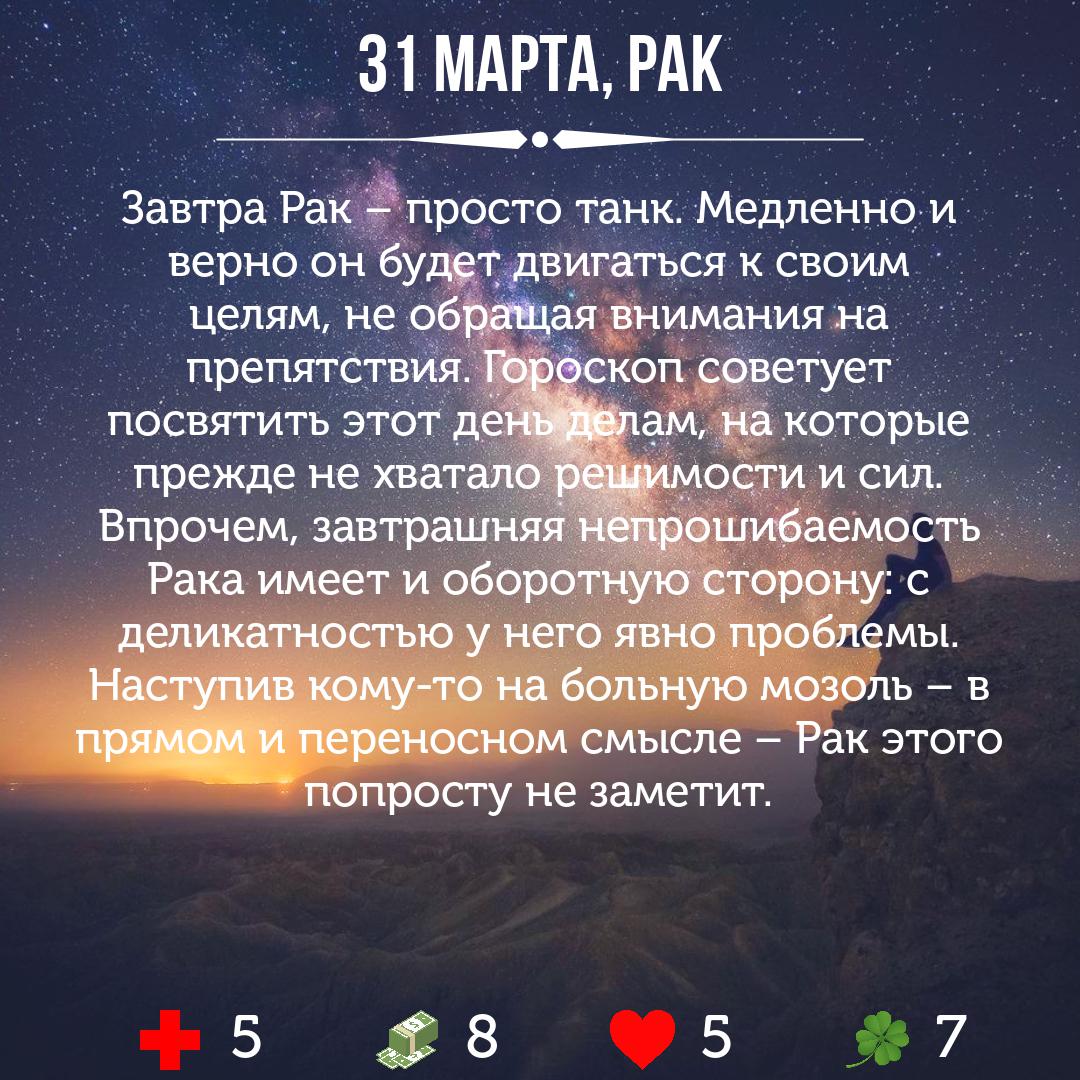 31 МАРТА, РАК
Завтра Рак – просто танк. Медленно и
верно он будет двигаться к своим
целям, не обращая внимания на
препятствия. Гороскоп советует
посвятить этот день делам, на которые
прежде не хватало решимости и сил.
Впрочем, завтрашняя непрошибаемость
Рака имеет и оборотную сторону: с
деликатностью у него явно проблемы.
Наступив кому-то на больную мозоль – в
прямом и переносном смысле – Рак этого
попросту не заметит.
5 8 5 7